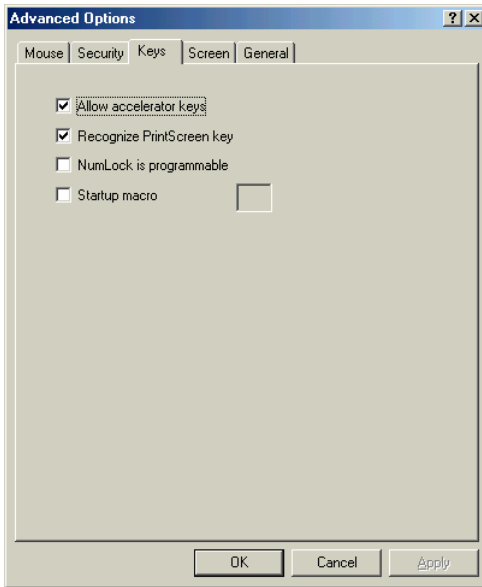 Advanced Options
Mouse Security Keys Screen General
Allow accelerator keys
Recognize PrintScreen key
NumLock is programmable
Startup macro
OK Cancel Apply